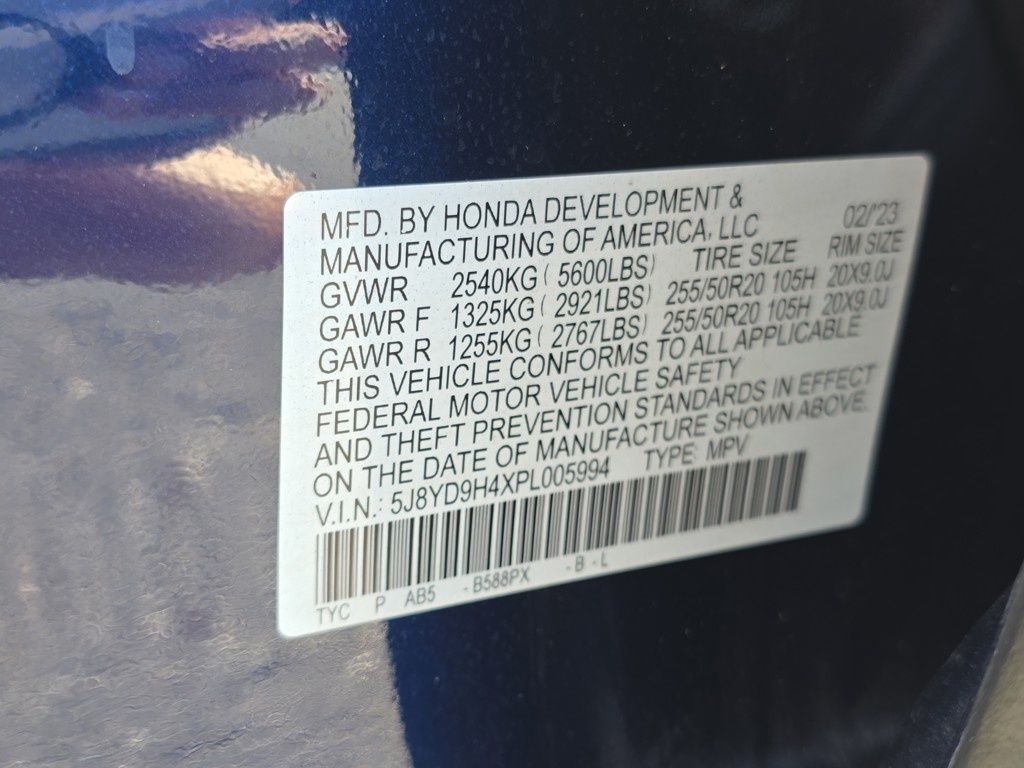 MFD. BY HONDA DEVELOPMENT &
MANUFACTURING OF AMERICA, LLC 02/'23
GVWR 2540KG ( 5600LBS) TIRE SIZE RIM SIZE
GAWR F 1325KG ( 2921LBS) 255/50R20 105H 20X9.0J
GAWR R 1255KG ( 2767LBS) 255/50R20 105H 20X9.0J
THIS VEHICLE CONFORMS TO ALL APPLICABLE
FEDERAL MOTOR VEHICLE SAFETY
AND THEFT PREVENTION STANDARDS IN EFFECT
ON THE DATE OF MANUFACTURE SHOWN ABOVE.
V.I.N.: 5J8YD9H4XPL005994 TYPE: MPV
TYC P AB5 -B588PX -B -L